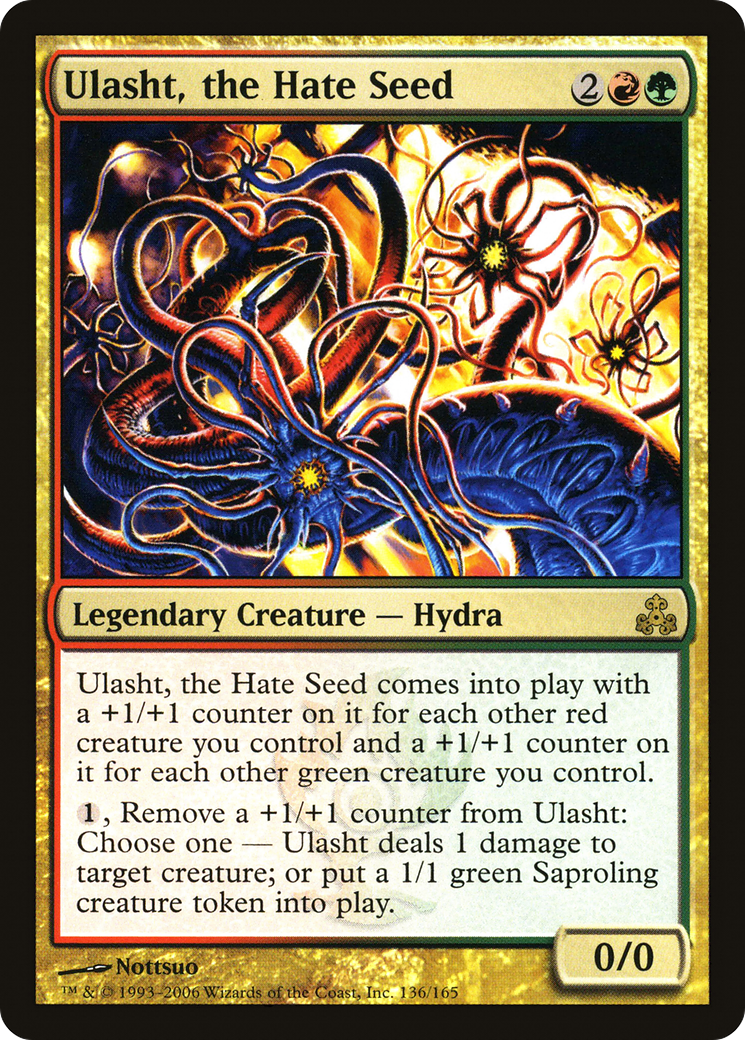 Ulasht, the Hate Seed 2
Legendary Creature — Hydra
Ulasht, the Hate Seed comes into play with
a +1/+1 counter on it for each other red
creature you control and a +1/+1 counter on
it for each other green creature you control.
1, Remove a +1/+1 counter from Ulasht:
Choose one — Ulasht deals 1 damage to
target creature; or put a 1/1 green Saproling
creature token into play.
0/0
Nottsuo
™ & © 1993–2006 Wizards of the Coast, Inc. 136/165